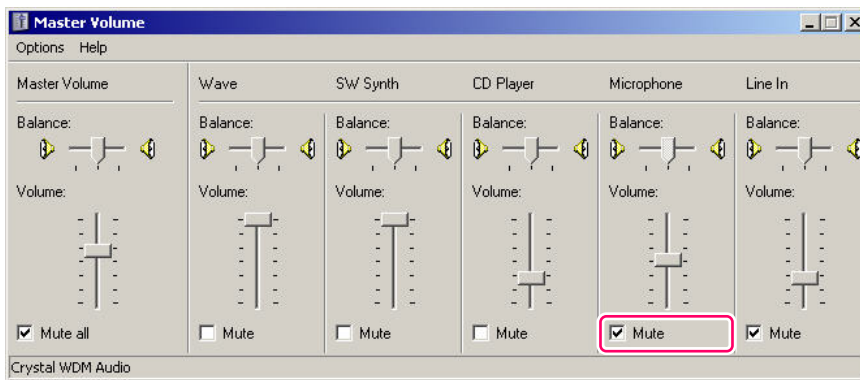 Master Volume
Options Help
Master Volume Wave SW Synth CD Player Microphone Line In
Balance: Balance: Balance: Balance: Balance: Balance:
Volume: Volume: Volume: Volume: Volume: Volume:
Mute all Mute Mute Mute Mute Mute
Crystal WDM Audio